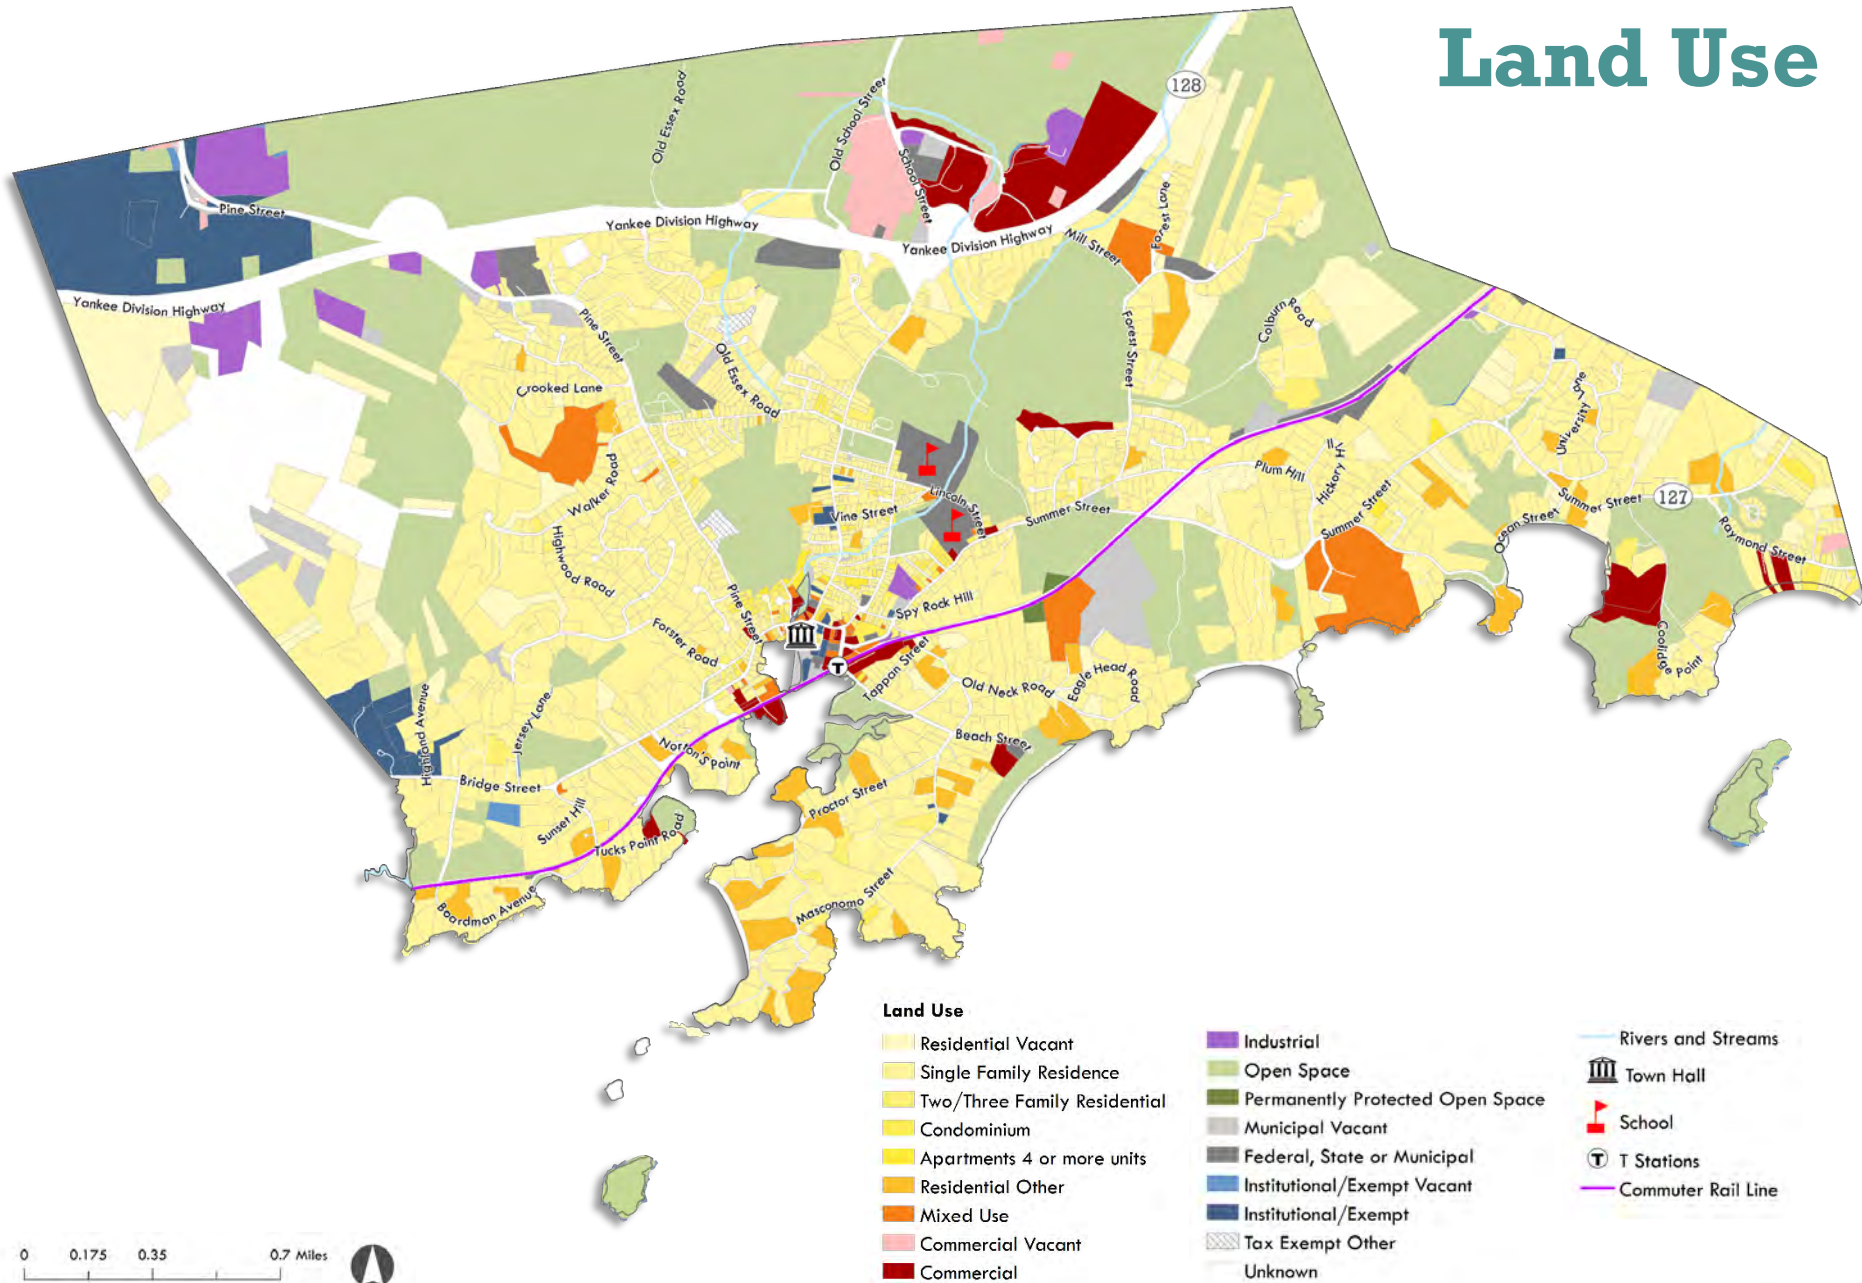 Land Use
128
Old Essex Road
Old School Street
School Street
Pine Street
Yankee Division Highway
Yankee Division Highway
Mill Street
Forest Lane
Yankee Division Highway
Pine Street
Old Essex Road
Forest Street
Colburn Road
Crooked Lane
University Lane
Walker Road
Plum Hill
Hickory Hill
Lincoln Street
Vine Street
Summer Street
Summer Street
Summer Street
127
Ocean Street
Raymond Street
Highwood Road
Pine Street
Spy Rock Hill
Forster Road
T
Tappan Street
Old Neck Road
Eagle Head Road
Coolidge Point
Highland Avenue
Jersey Lane
Norton's Point
Beach Street
Bridge Street
Sunset Hill
Proctor Street
Tucks Point Road
Boardman Avenue
Masconomo Street
Land Use
Residential Vacant
Single Family Residence
Two/Three Family Residential
Condominium
Apartments 4 or more units
Residential Other
Mixed Use
Commercial Vacant
Commercial
Industrial
Open Space
Permanently Protected Open Space
Municipal Vacant
Federal, State or Municipal
Institutional/Exempt Vacant
Institutional/Exempt
Tax Exempt Other
Unknown
Rivers and Streams
Town Hall
School
T T Stations
Commuter Rail Line
0 0.175 0.35 0.7 Miles